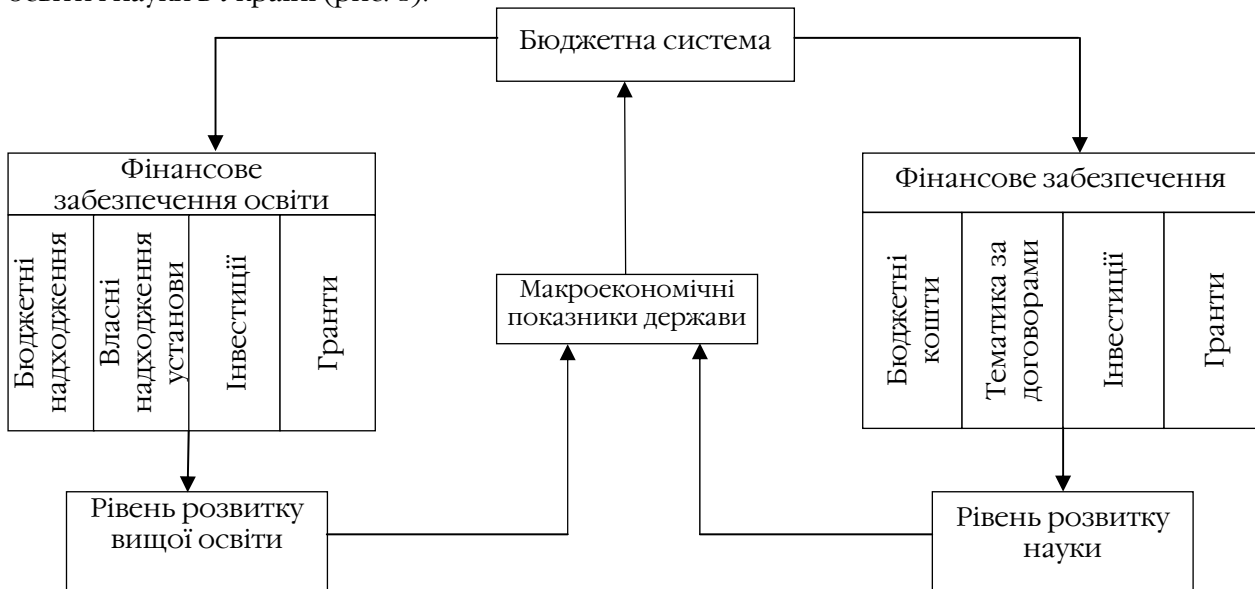 освіти і науки в Україні (рис.
Бюджетна система
Фінансове
забезпечення освіти
Бюджетні
надходження
Власні
надходження
установи
Інвестиції
Гранти
Макроекономічні
показники держави
Фінансове забезпечення
Бюджетні
кошти
Тематика за
договорами
Інвестиції
Гранти
Рівень розвитку
вищої освіти
Рівень розвитку
науки